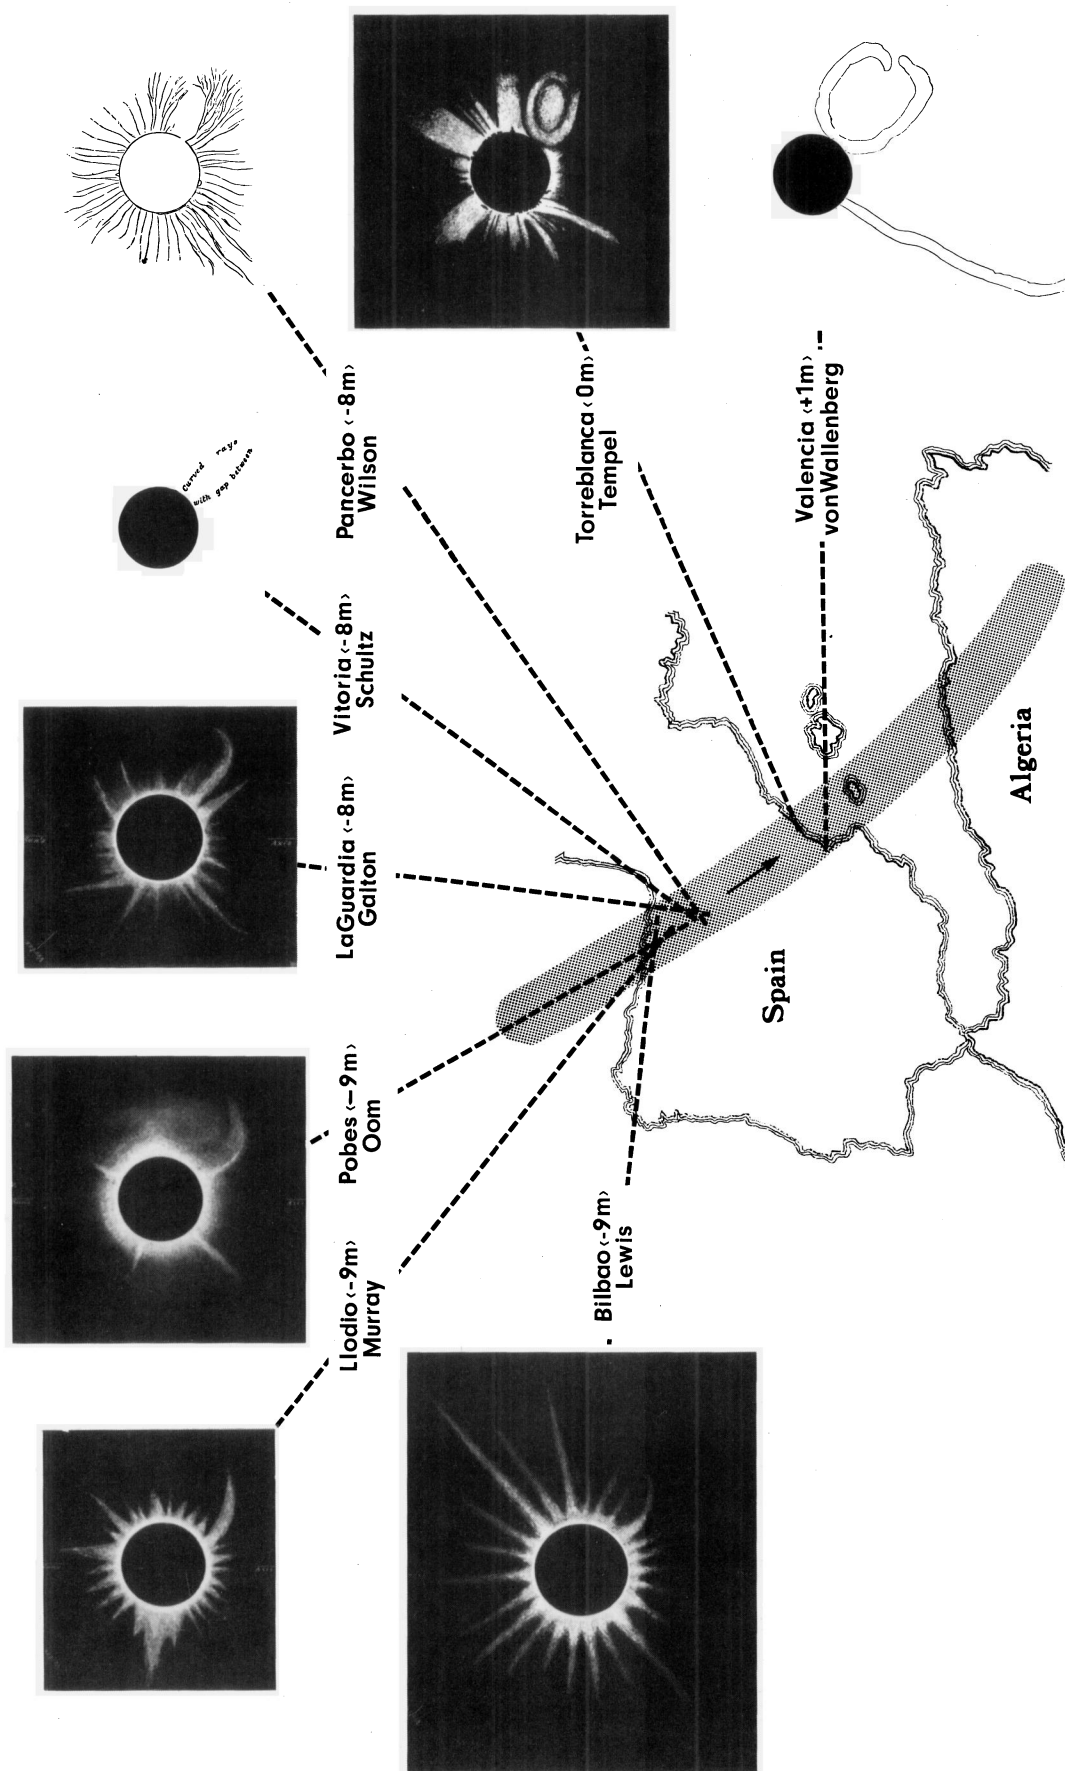 Llodio ‹-9m›
Murray
Pobes ‹–9m›
Oom
LaGuardia ‹-8m›
Galton
Vitoria ‹-8m›
Schultz
Pancerbo ‹-8m›
Wilson
Curved rays
with gap between
Bilbao ‹-9m›
Lewis
Torreblanca ‹0m›
Tempel
Valencia ‹+1m›
vonWallenberg
Spain
Algeria